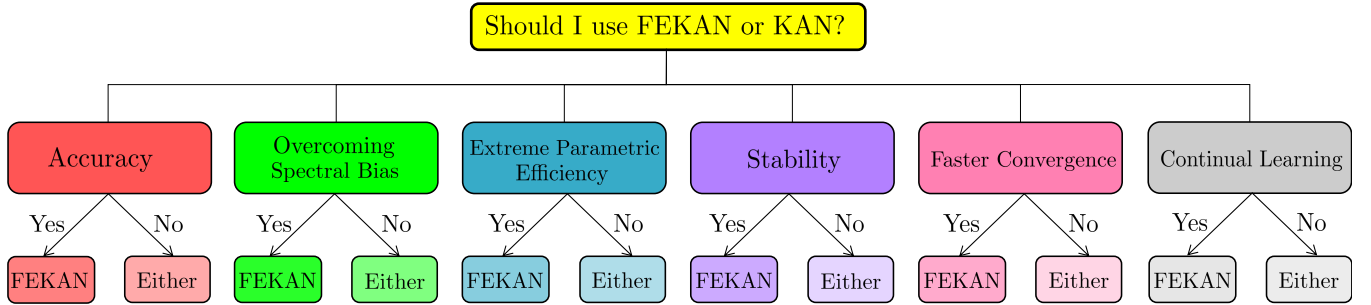 Should I use FEKAN or KAN?
Accuracy
Overcoming
Spectral Bias
Extreme Parametric
Efficiency
Stability
Faster Convergence
Continual Learning
Yes No Yes No Yes No Yes No Yes No Yes No
FEKAN Either FEKAN Either FEKAN Either FEKAN Either FEKAN Either FEKAN Either